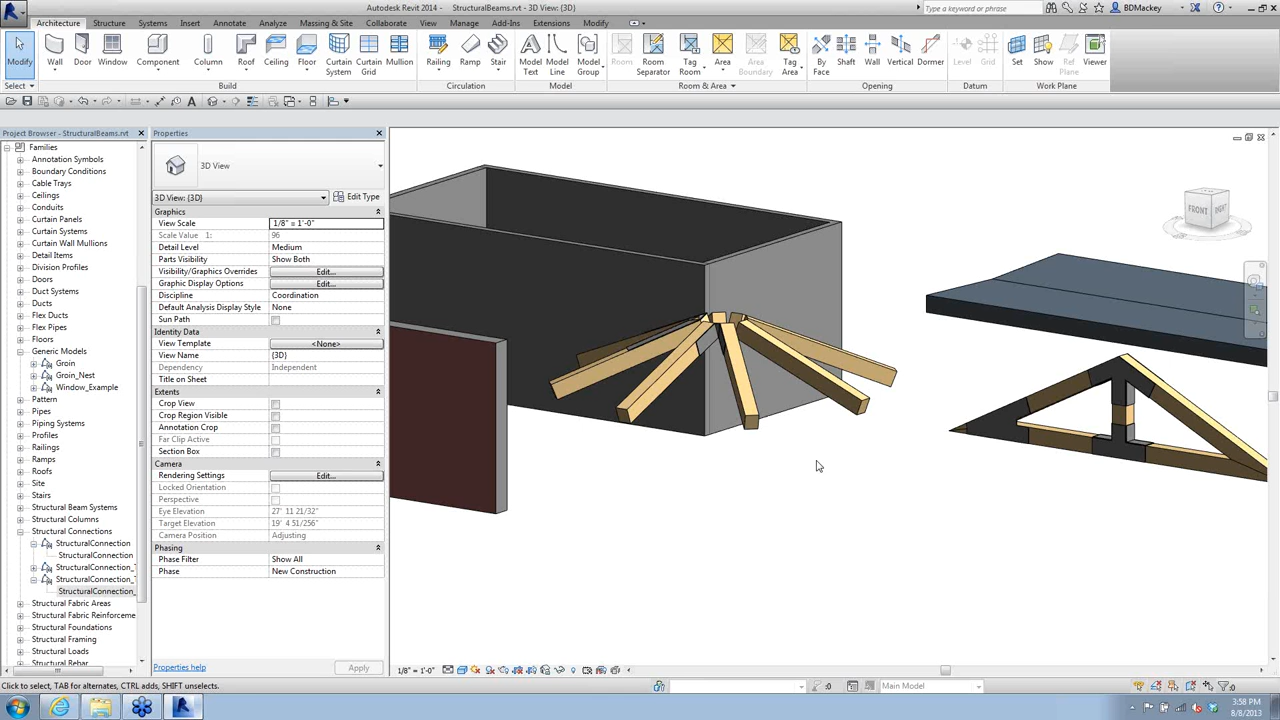 Autodesk Revit 2014 - StructuralBeams.rvt - 3D View: {3D}
Type a keyword or phrase
BDMackey
Architecture Structure Systems Insert Annotate Analyze Massing & Site Collaborate View Manage Add-Ins Extensions Modify
Modify Wall Door Window Component Column Roof Ceiling Floor Curtain System Curtain Grid Mullion Railing Ramp Stair Model Text Model Line Model Group Room Room Separator Tag Room Area Area Boundary Tag Area By Face Shaft Wall Vertical Dormer Level Grid Set Show Ref Plane Viewer
Select Build Circulation Model Room & Area Opening Datum Work Plane
Project Browser - StructuralBeams.rvt
Families
Annotation Symbols
Boundary Conditions
Cable Trays
Ceilings
Conduits
Curtain Panels
Curtain Systems
Curtain Wall Mullions
Detail Items
Division Profiles
Doors
Duct Systems
Ducts
Flex Ducts
Flex Pipes
Floors
Generic Models
Groin
Groin_Nest
Window_Example
Pattern
Pipes
Piping Systems
Profiles
Railings
Ramps
Roofs
Site
Stairs
Structural Beam Systems
Structural Columns
Structural Connections
StructuralConnection
StructuralConnection
StructuralConnection_
StructuralConnection_
StructuralConnection_
Structural Fabric Areas
Structural Fabric Reinforceme
Structural Foundations
Structural Framing
Structural Loads
Structural Rebar
Properties
3D View
3D View: {3D} Edit Type
Graphics
View Scale 1/8" = 1'-0"
Scale Value 1: 96
Detail Level Medium
Parts Visibility Show Both
Visibility/Graphics Overrides Edit...
Graphic Display Options Edit...
Discipline Coordination
Default Analysis Display Style None
Sun Path
Identity Data
View Template <None>
View Name {3D}
Dependency Independent
Title on Sheet
Extents
Crop View
Crop Region Visible
Annotation Crop
Far Clip Active
Section Box
Camera
Rendering Settings Edit...
Locked Orientation
Perspective
Eye Elevation 27' 11 21/32"
Target Elevation 19' 4 51/256"
Camera Position Adjusting
Phasing
Phase Filter Show All
Phase New Construction
Properties help Apply
FRONT RIGHT
1/8" = 1'-0"
Click to select, TAB for alternates, CTRL adds, SHIFT unselects.
:0 Main Model :0
3:58 PM
8/8/2013